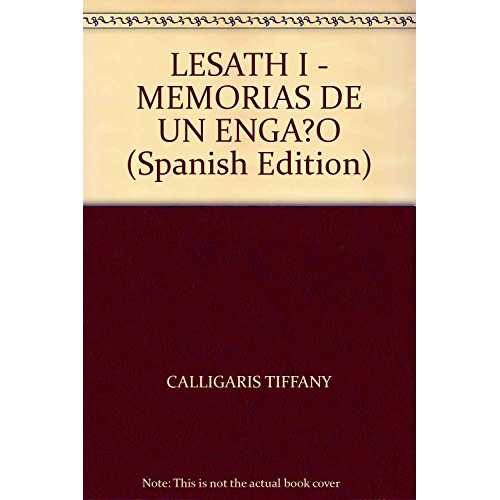 LESATH I -
MEMORIAS DE
UN ENGA?O
(Spanish Edition)
CALLIGARIS TIFFANY
Note: This is not the actual book cover